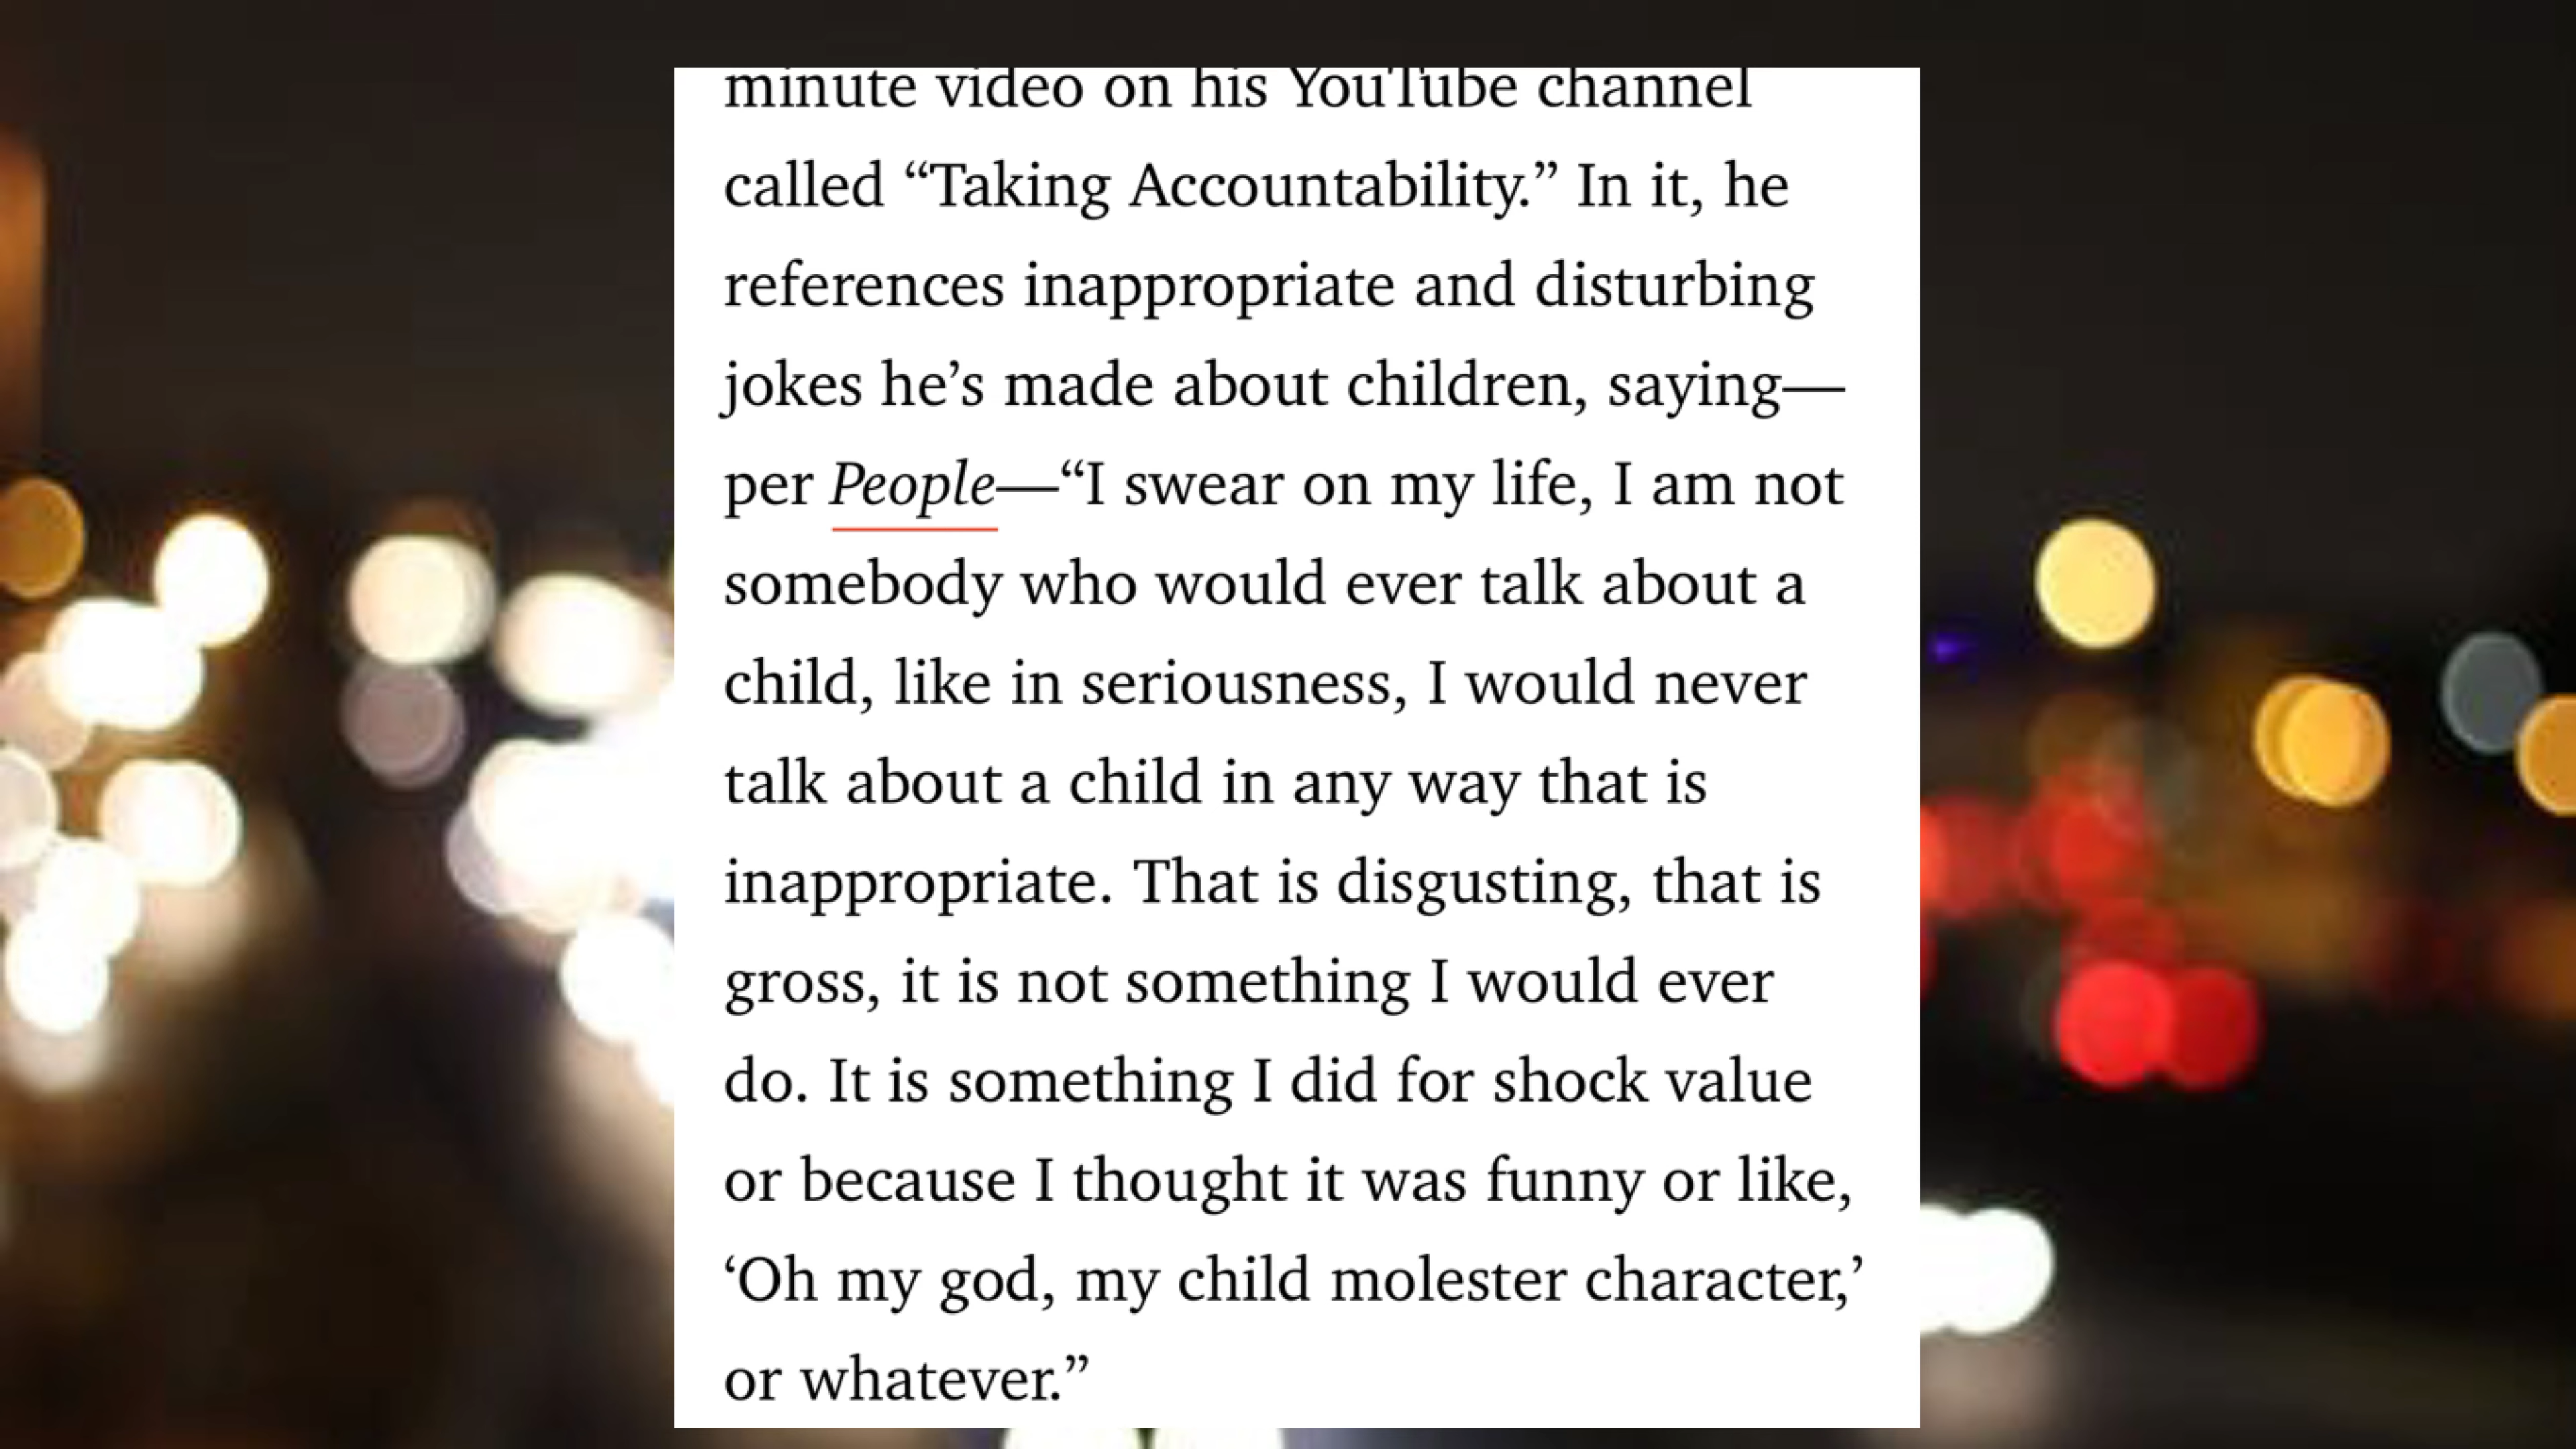 minute video on his YouTube channel
called “Taking Accountability.” In it, he
references inappropriate and disturbing
jokes he’s made about children, saying—
per People—“I swear on my life, I am not
somebody who would ever talk about a
child, like in seriousness, I would never
talk about a child in any way that is
inappropriate. That is disgusting, that is
gross, it is not something I would ever
do. It is something I did for shock value
or because I thought it was funny or like,
‘Oh my god, my child molester character,’
or whatever.”